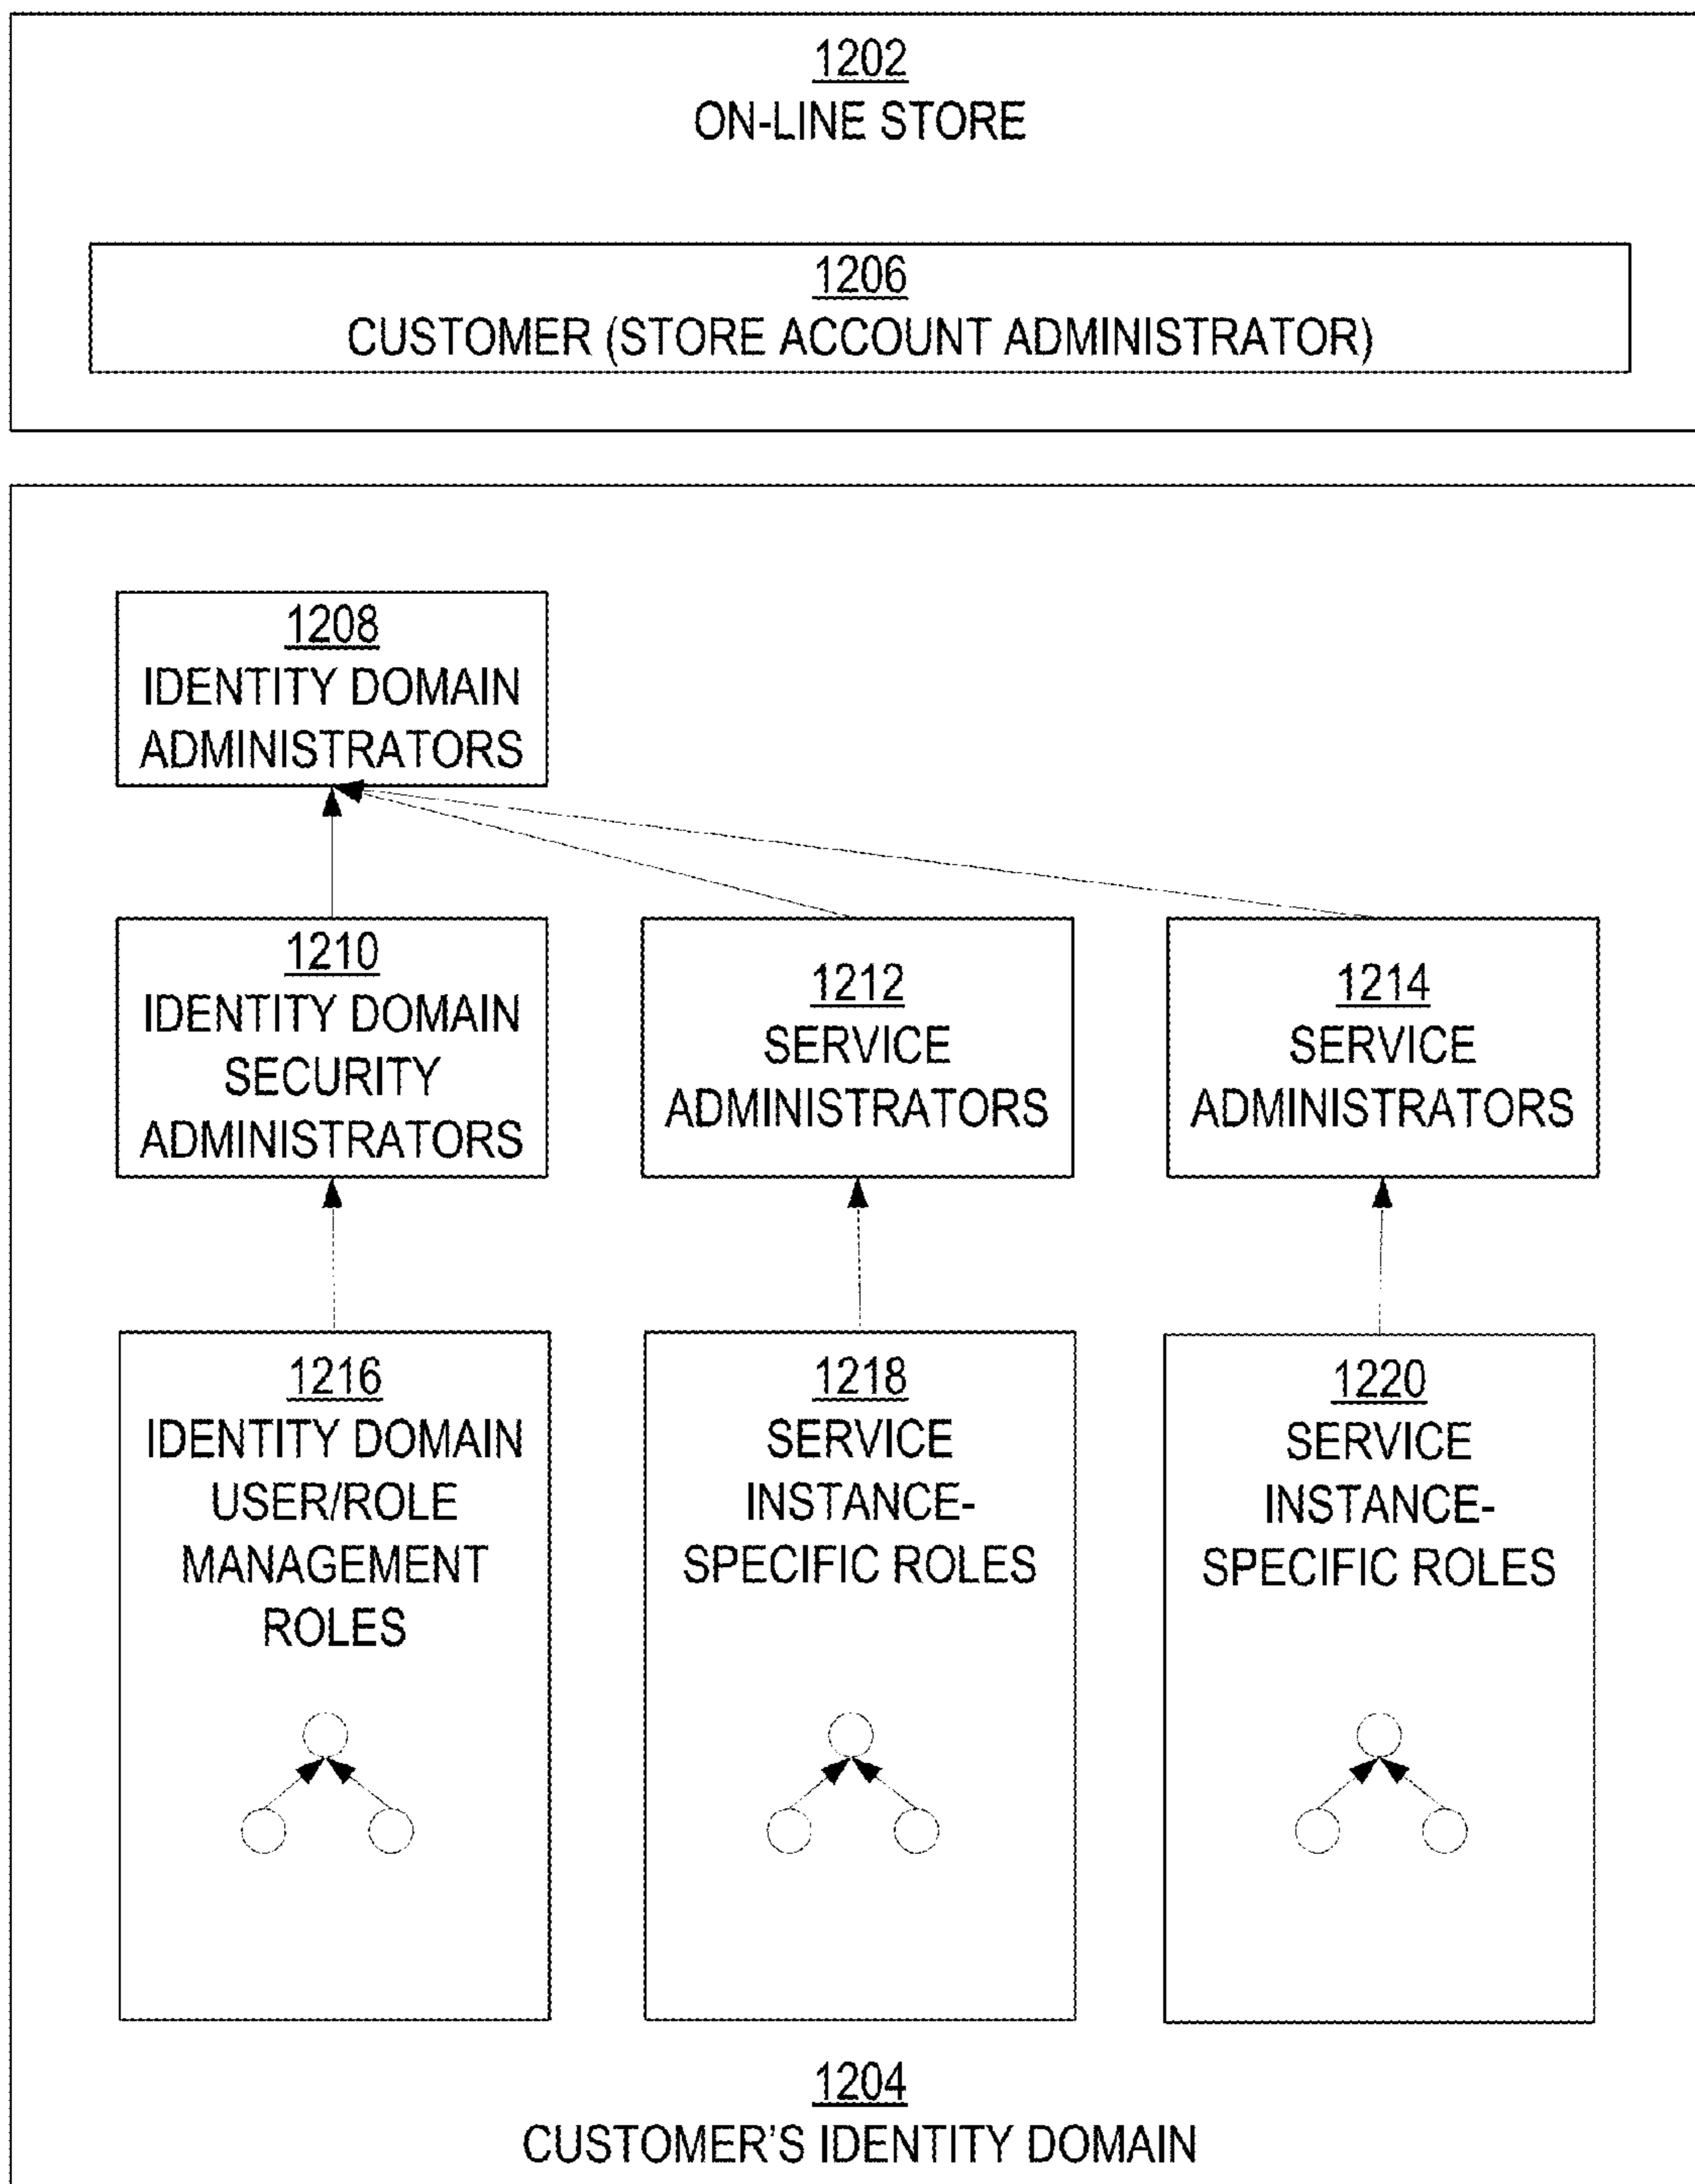 1202
ON-LINE STORE
1206
CUSTOMER (STORE ACCOUNT ADMINISTRATOR)
1208
IDENTITY DOMAIN
ADMINISTRATORS
1210
IDENTITY DOMAIN
SECURITY
ADMINISTRATORS
1212
SERVICE
ADMINISTRATORS
1214
SERVICE
ADMINISTRATORS
1216
IDENTITY DOMAIN
USER/ROLE
MANAGEMENT
ROLES
1218
SERVICE
INSTANCE-
SPECIFIC ROLES
1220
SERVICE
INSTANCE-
SPECIFIC ROLES
1204
CUSTOMER'S IDENTITY DOMAIN